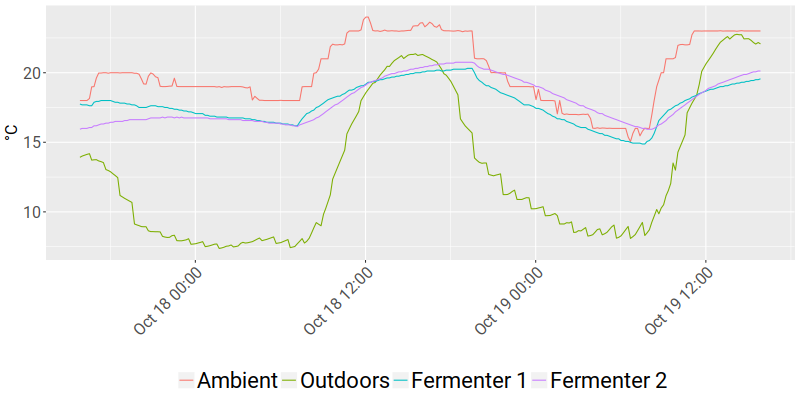 °C
20
15
10
Oct 18 00:00
Oct 18 12:00
Oct 19 00:00
Oct 19 12:00
Ambient Outdoors Fermenter 1 Fermenter 2